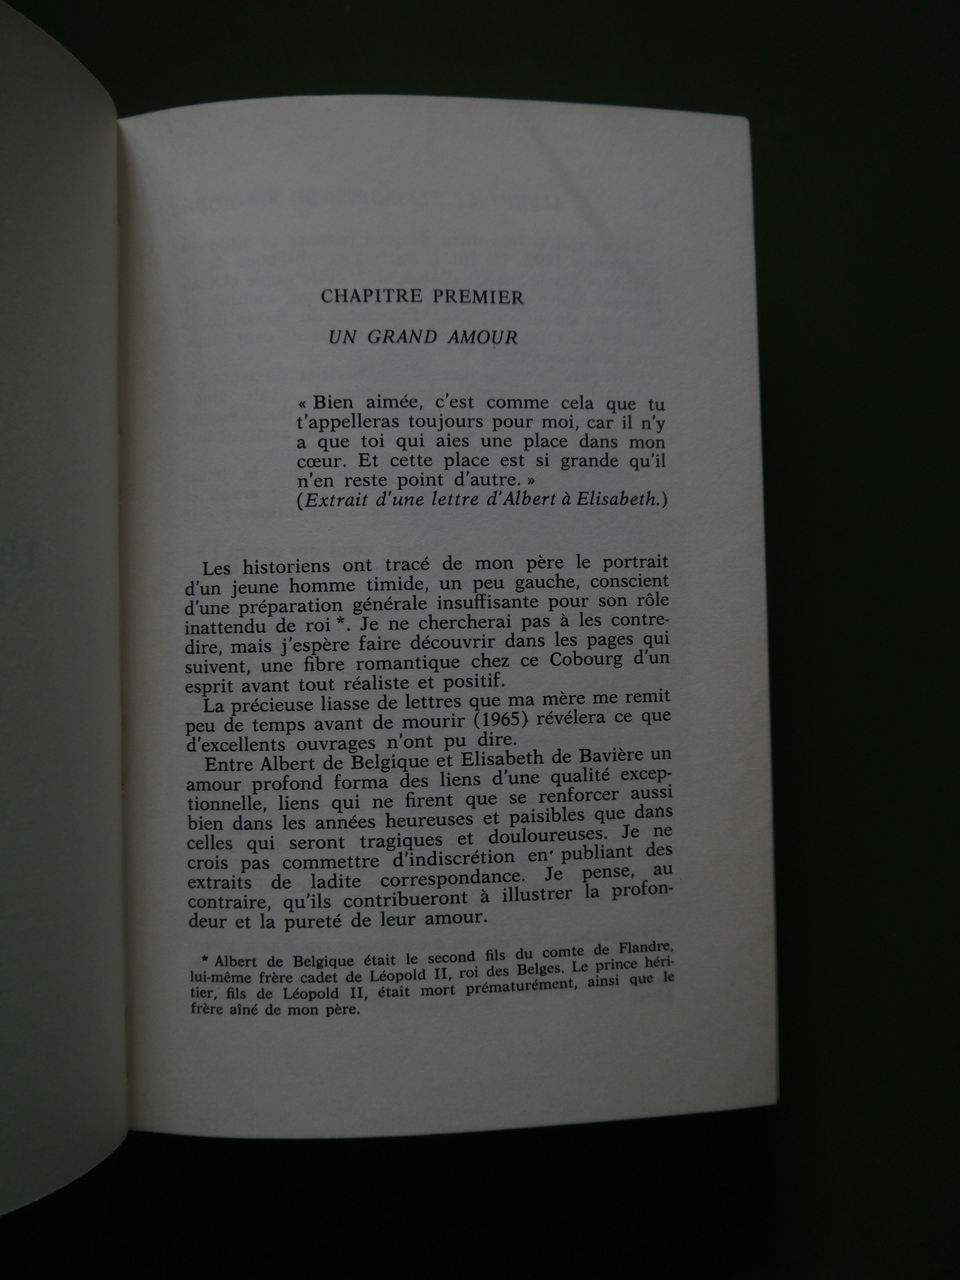 CHAPITRE PREMIER
UN GRAND AMOUR
« Bien aimée, c'est comme cela que tu
t'appelleras toujours pour moi, car il n'y
a que toi qui aies une place dans mon
cœur. Et cette place est si grande qu'il
n'en reste point d'autre. »
(Extrait d'une lettre d'Albert à Elisabeth.)
Les historiens ont tracé de mon père le portrait
d'un jeune homme timide, un peu gauche, conscient
d'une préparation générale insuffisante pour son rôle
inattendu de roi *. Je ne chercherai pas à les contre-
dire, mais j'espère faire découvrir dans les pages qui
suivent, une fibre romantique chez ce Cobourg d'un
esprit avant tout réaliste et positif.
La précieuse liasse de lettres que ma mère me remit
peu de temps avant de mourir (1965) révélera ce que
d'excellents ouvrages n'ont pu dire.
Entre Albert de Belgique et Elisabeth de Bavière un
amour profond forma des liens d'une qualité excep-
tionnelle, liens qui ne firent que se renforcer aussi
bien dans les années heureuses et paisibles que dans
celles qui seront tragiques et douloureuses. Je ne
crois pas commettre d'indiscrétion en publiant des
extraits de ladite correspondance. Je pense, au
contraire, qu'ils contribueront à illustrer la profon-
deur et la pureté de leur amour.
* Albert de Belgique était le second fils du comte de Flandre,
lui-même frère cadet de Léopold II, roi des Belges. Le prince héri-
tier, fils de Léopold II, était mort prématurément, ainsi que le
frère aîné de mon père.